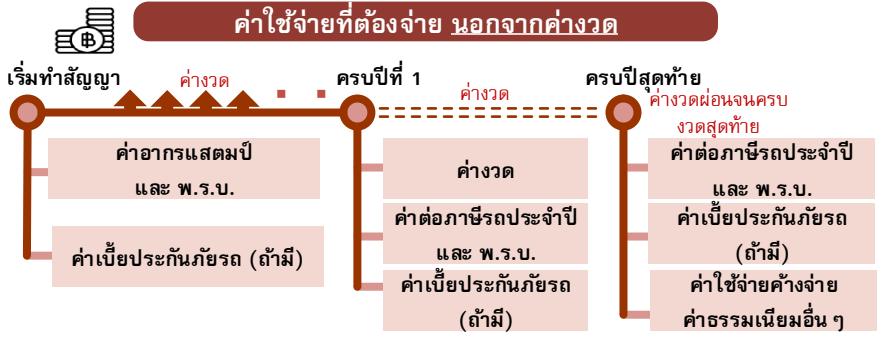 ค่าใช้จ่ายที่ต้องจ่าย นอกจากค่างวด
เริ่มทำสัญญา
ค่างวด
ครบปีที่ 1
ค่างวด
ครบปีสุดท้าย
ค่างวดผ่อนจนครบ
งวดสุดท้าย
ค่าอากรแสตมป์
และ พ.ร.บ.
ค่าเบี้ยประกันภัยรถ (ถ้ามี)
ค่างวด
ค่าต่อภาษีรถประจำปี
และ พ.ร.บ.
ค่าเบี้ยประกันภัยรถ
(ถ้ามี)
ค่าต่อภาษีรถประจำปี
และ พ.ร.บ.
ค่าเบี้ยประกันภัยรถ
(ถ้ามี)
ค่าใช้จ่ายค้างจ่าย
ค่าธรรมเนียมอื่น ๆ